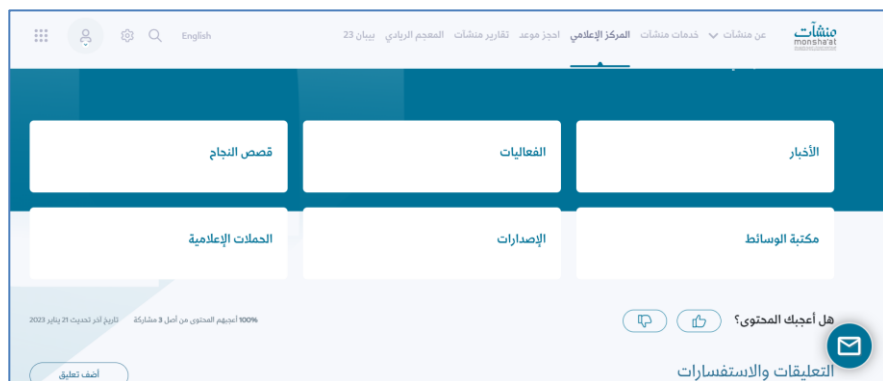 منشآت
monsha'at
عن منشآت خدمات منشآت المركز الإعلامي احجز موعد تقارير منشآت المعجم الريادي بيبان 23 English
الأخبار الفعاليات قصص النجاح
مكتبة الوسائط الإصدارات الحملات الإعلامية
هل أعجبك المحتوى؟ 100% أعجبهم المحتوى من أصل 3 مشاركة تاريخ آخر تحديث 21 يناير 2023
التعليقات والاستفسارات أضف تعليق